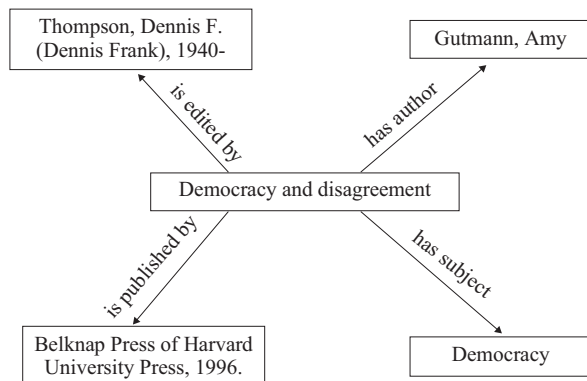 Thompson, Dennis F.
(Dennis Frank), 1940-
Gutmann, Amy
is edited by
has author
Democracy and disagreement
is published by
has subject
Belknap Press of Harvard
University Press, 1996.
Democracy